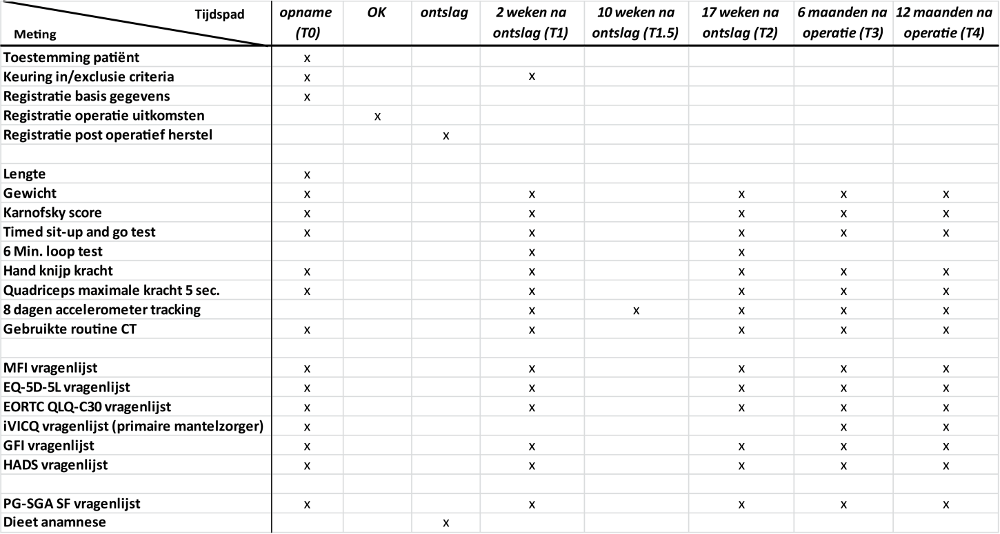 Tijdspad opname OK ontslag 2 weken na 10 weken na 17 weken na 6 maanden na 12 maanden na
Meting (T0) ontslag (T1) ontslag (T1.5) ontslag (T2) operatie (T3) operatie (T4)
Toestemming patiënt x
Keuring in/exclusie criteria x x
Registratie basis gegevens x
Registratie operatie uitkomsten x
Registratie post operatief herstel x
Lengte x
Gewicht x x x x x
Karnofsky score x x x x x
Timed sit-up and go test x x x x x
6 Min. loop test x x
Hand knijp kracht x x x x x
Quadriceps maximale kracht 5 sec. x x x x x
8 dagen accelerometer tracking x x x x x
Gebruikte routine CT x x x x x
MFI vragenlijst x x x x x
EQ-5D-5L vragenlijst x x x x x
EORTC QLQ-C30 vragenlijst x x x x x
iVICQ vragenlijst (primaire mantelzorger) x x x
GFI vragenlijst x x x x x
HADS vragenlijst x x x x x
PG-SGA SF vragenlijst x x x x x
Dieet anamnese x